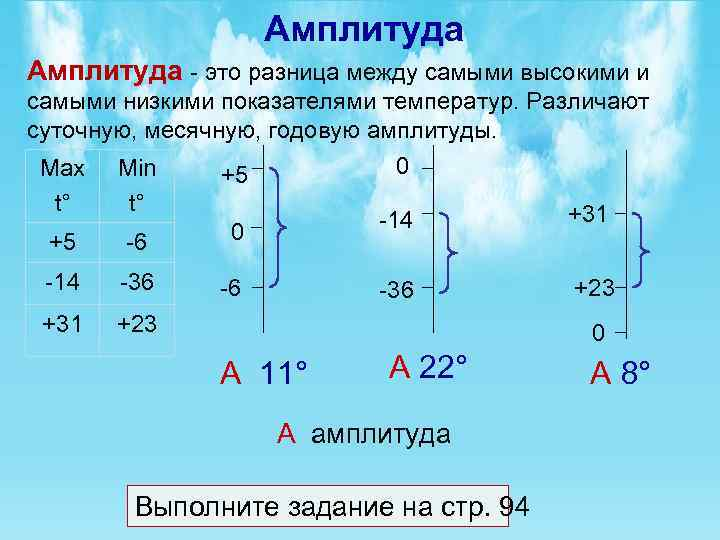 Амплитуда
Амплитуда - это разница между самыми высокими и
самыми низкими показателями температур. Различают
суточную, месячную, годовую амплитуды.
Max Min
t° t°
+5 -6
-14 -36
+31 +23
+5
0
-6
А 11°
0
-14
-36
А 22°
+31
+23
0
А 8°
А амплитуда
Выполните задание на стр. 94